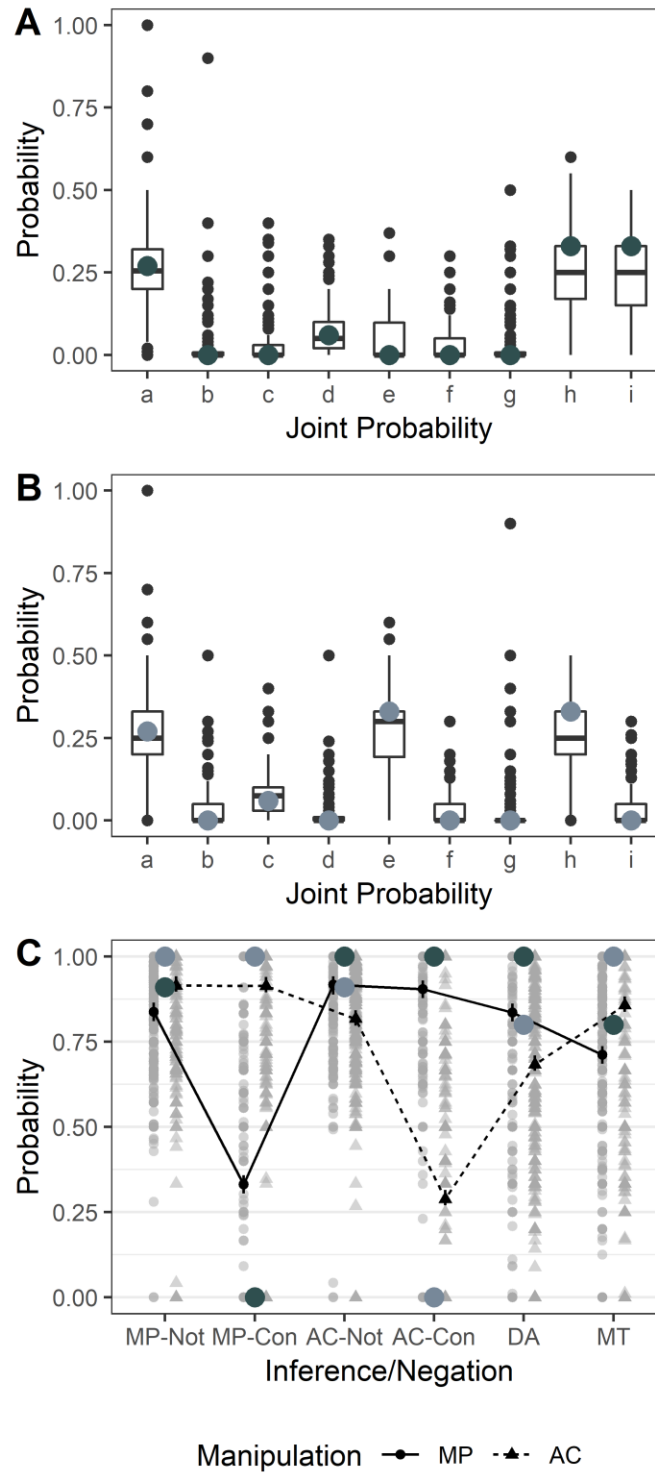 A
1.00
0.75
0.50
0.25
0.00
Probability
a b c d e f g h i
Joint Probability
B
1.00
0.75
0.50
0.25
0.00
Probability
a b c d e f g h i
Joint Probability
C
1.00
0.75
0.50
0.25
0.00
Probability
MP-Not MP-Con AC-Not AC-Con DA MT
Inference/Negation
Manipulation MP AC